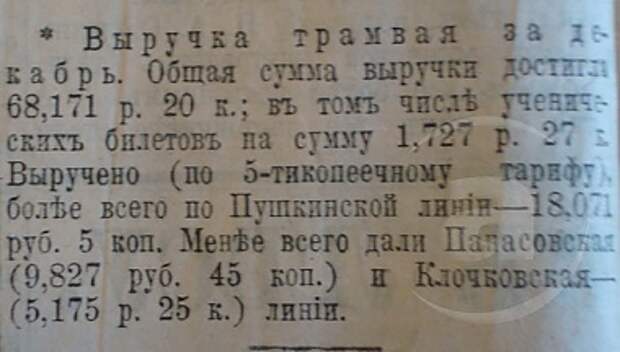 * Выручка трамвая за де-
кабрь. Общая сумма выручки достигла
68,171 р. 20 к.; въ томъ числѣ учениче-
скихъ билетовъ на сумму 1,727 р. 27 к.
Выручено (по 5-тикопеечному тарифу),
болѣе всего по Пушкинской линіи—18,071
руб. 5 коп. Менѣе всего дали Панасовская
(9,827 руб. 45 коп.) и Клочковская—
(5,175 р. 25 к.) линіи.